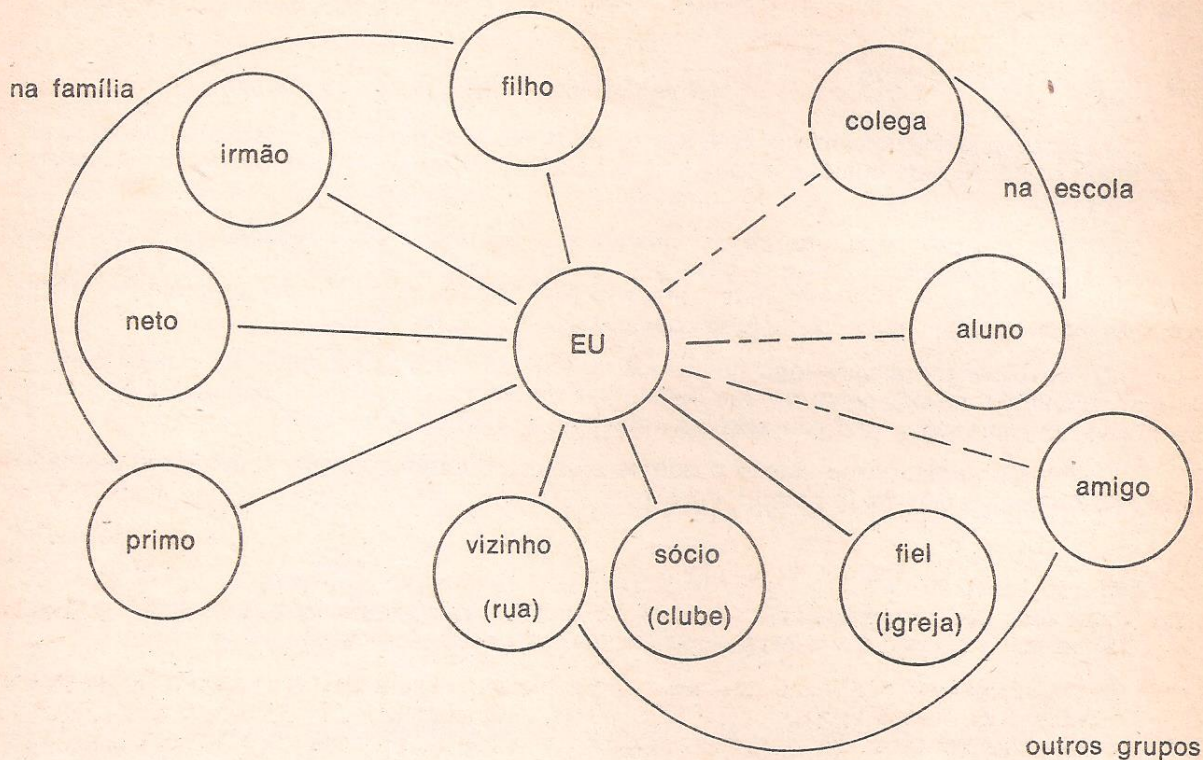 na família
filho
colega
irmão
na escola
neto
EU
aluno
amigo
primo
vizinho
(rua)
sócio
(clube)
fiel
(igreja)
outros grupos